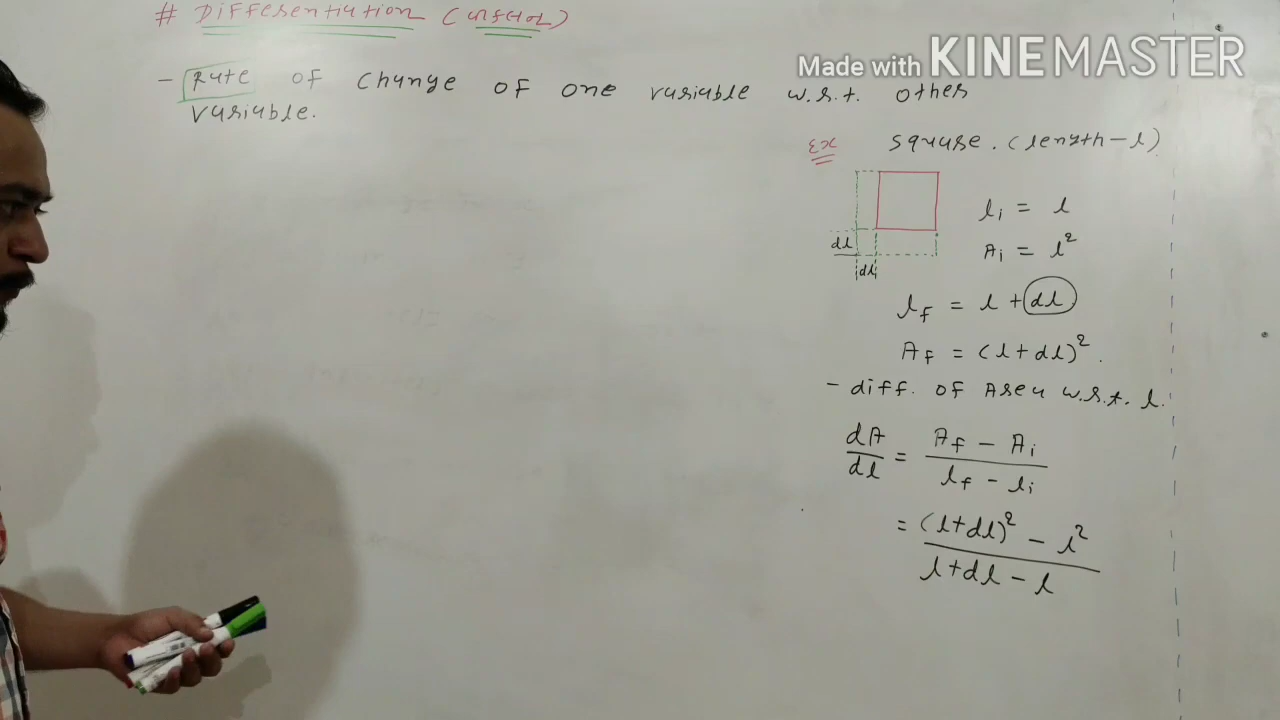 # Differentiation (अवकलन)
Made with KINEMASTER
- Rate of change of one variable w.r.t. other
variable.
Ex square. (length - l)
li = l
Ai = l²
dl
dl
lf = l + dl
Af = (l + dl)².
- diff. of Area w.r.t. l.
dA/dl = Af - Ai / lf - li
= (l+dl)² - l² / l+dl - l